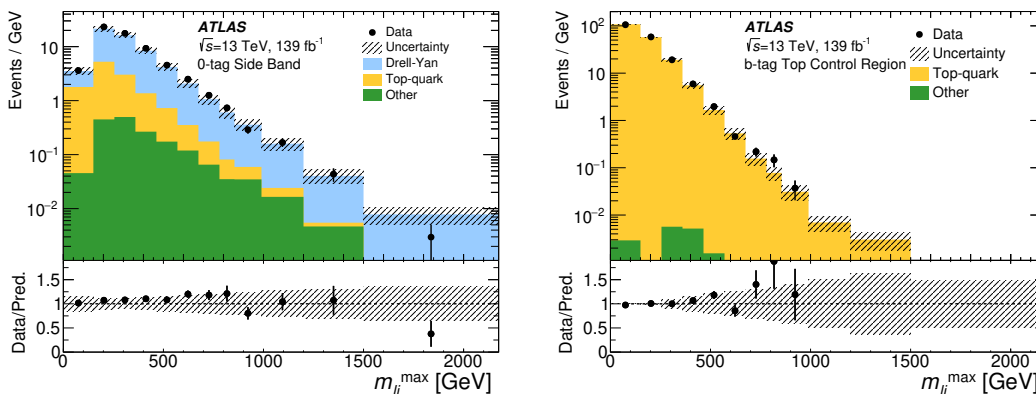 ATLAS
√s=13 TeV, 139 fb⁻¹
0-tag Side Band
Data
Uncertainty
Drell-Yan
Top-quark
Other
Events / GeV
10
1
10⁻¹
10⁻²
Data/Pred.
1.5
1
0.5
0
0 500 1000 1500 2000
m_lj^max [GeV]
ATLAS
√s=13 TeV, 139 fb⁻¹
b-tag Top Control Region
Data
Uncertainty
Top-quark
Other
Events / GeV
10²
10
1
10⁻¹
10⁻²
Data/Pred.
1.5
1
0.5
0
0 500 1000 1500 2000
m_lj^max [GeV]